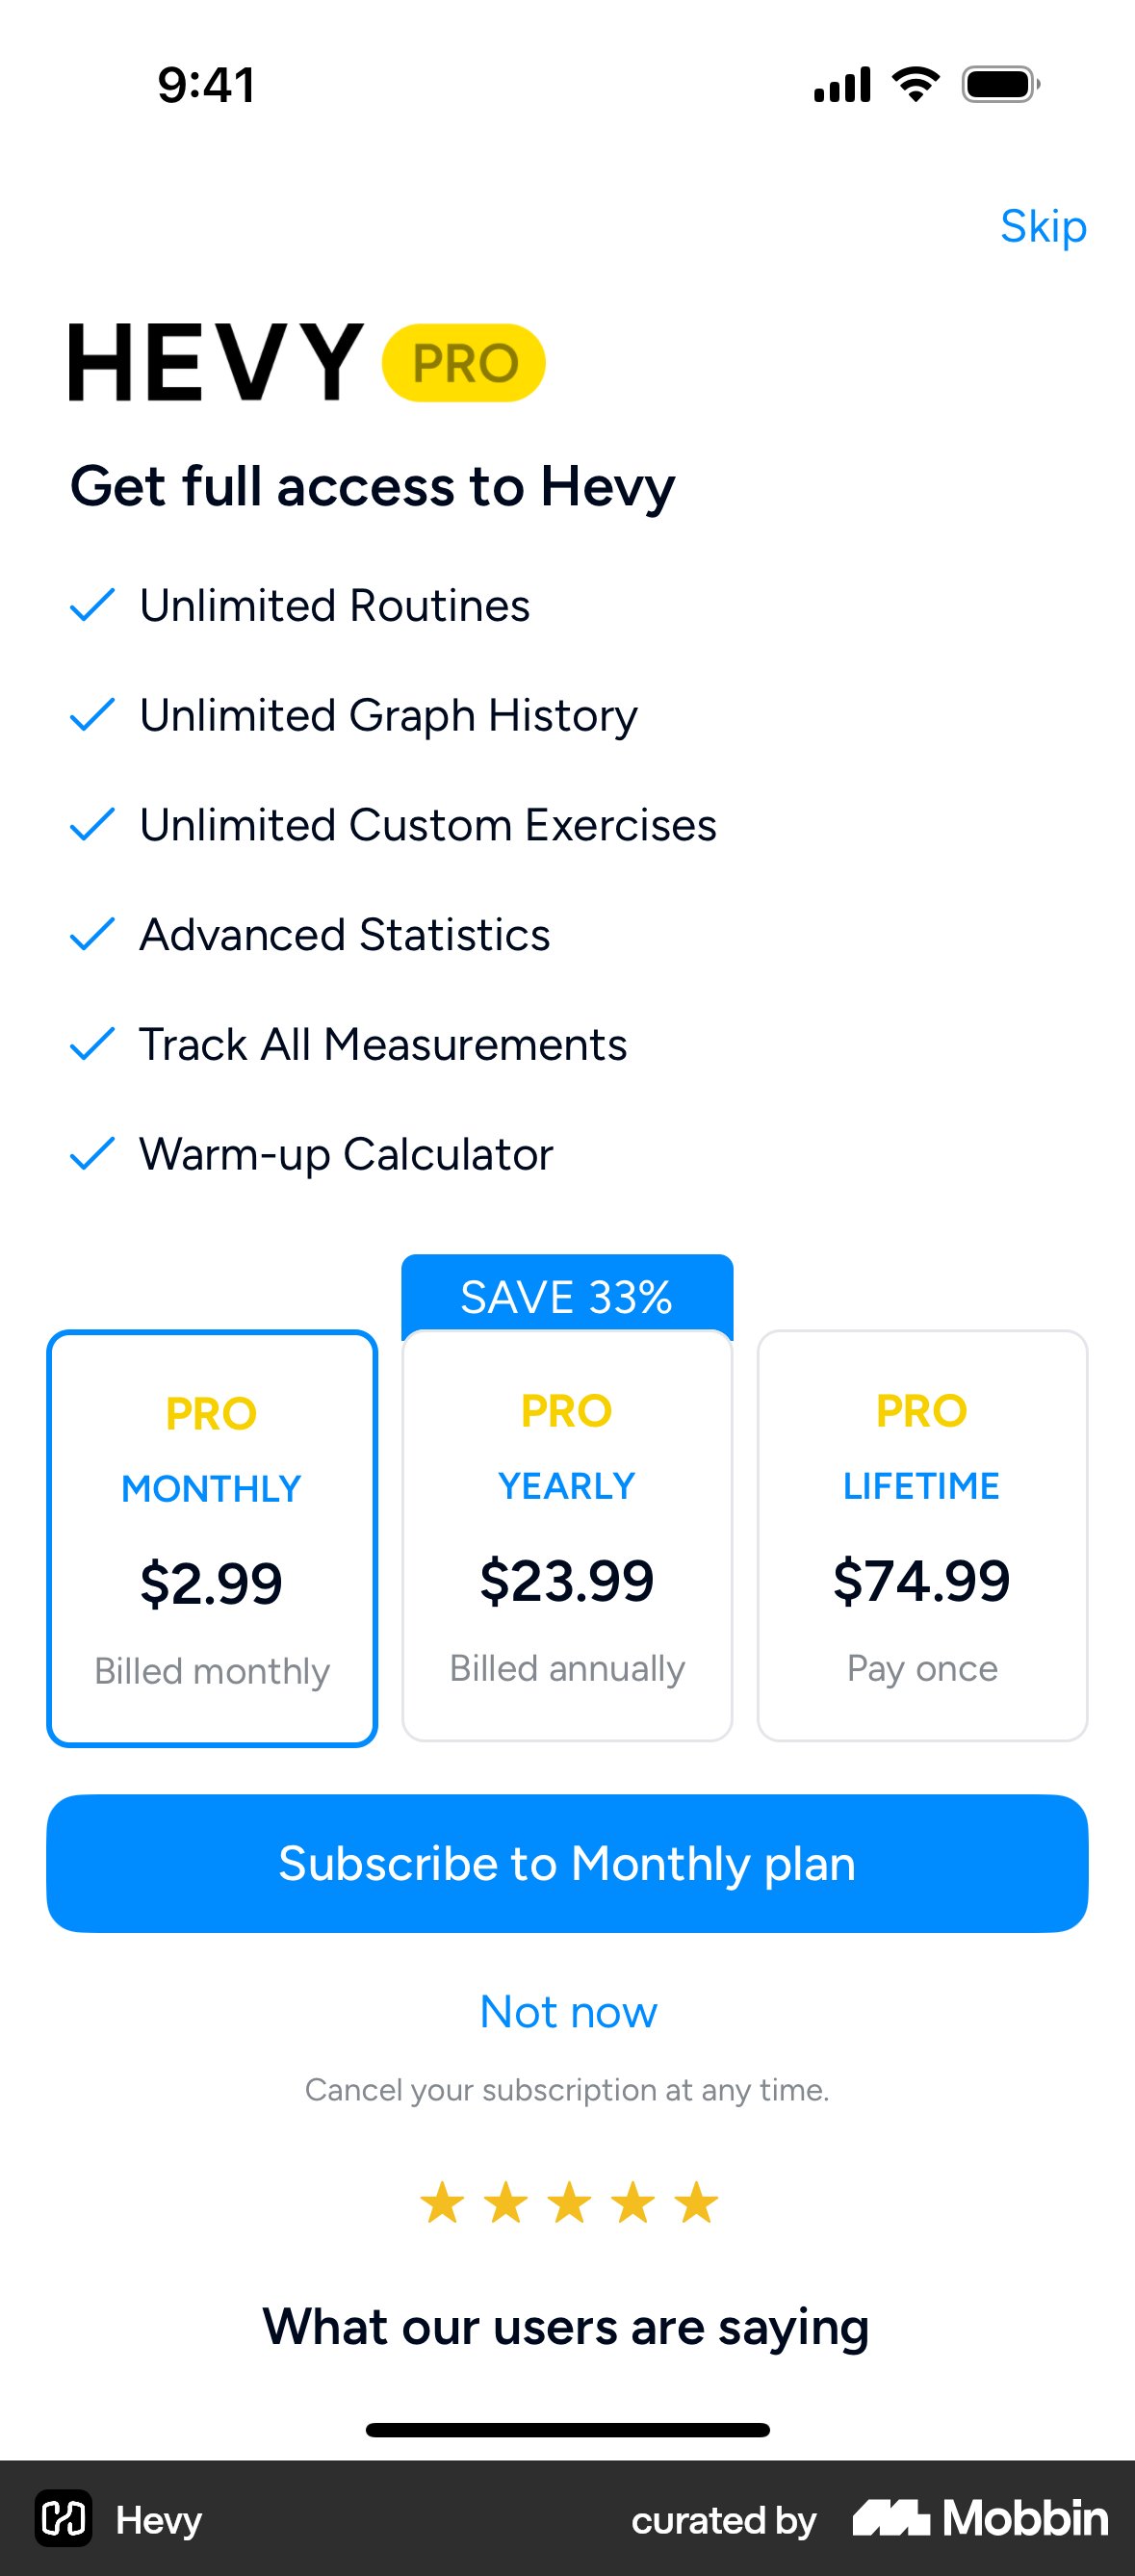 9:41
Skip
HEVY PRO
Get full access to Hevy
Unlimited Routines
Unlimited Graph History
Unlimited Custom Exercises
Advanced Statistics
Track All Measurements
Warm-up Calculator
SAVE 33%
PRO
MONTHLY
$2.99
Billed monthly
PRO
YEARLY
$23.99
Billed annually
PRO
LIFETIME
$74.99
Pay once
Subscribe to Monthly plan
Not now
Cancel your subscription at any time.
What our users are saying
Hevy
curated by Mobbin